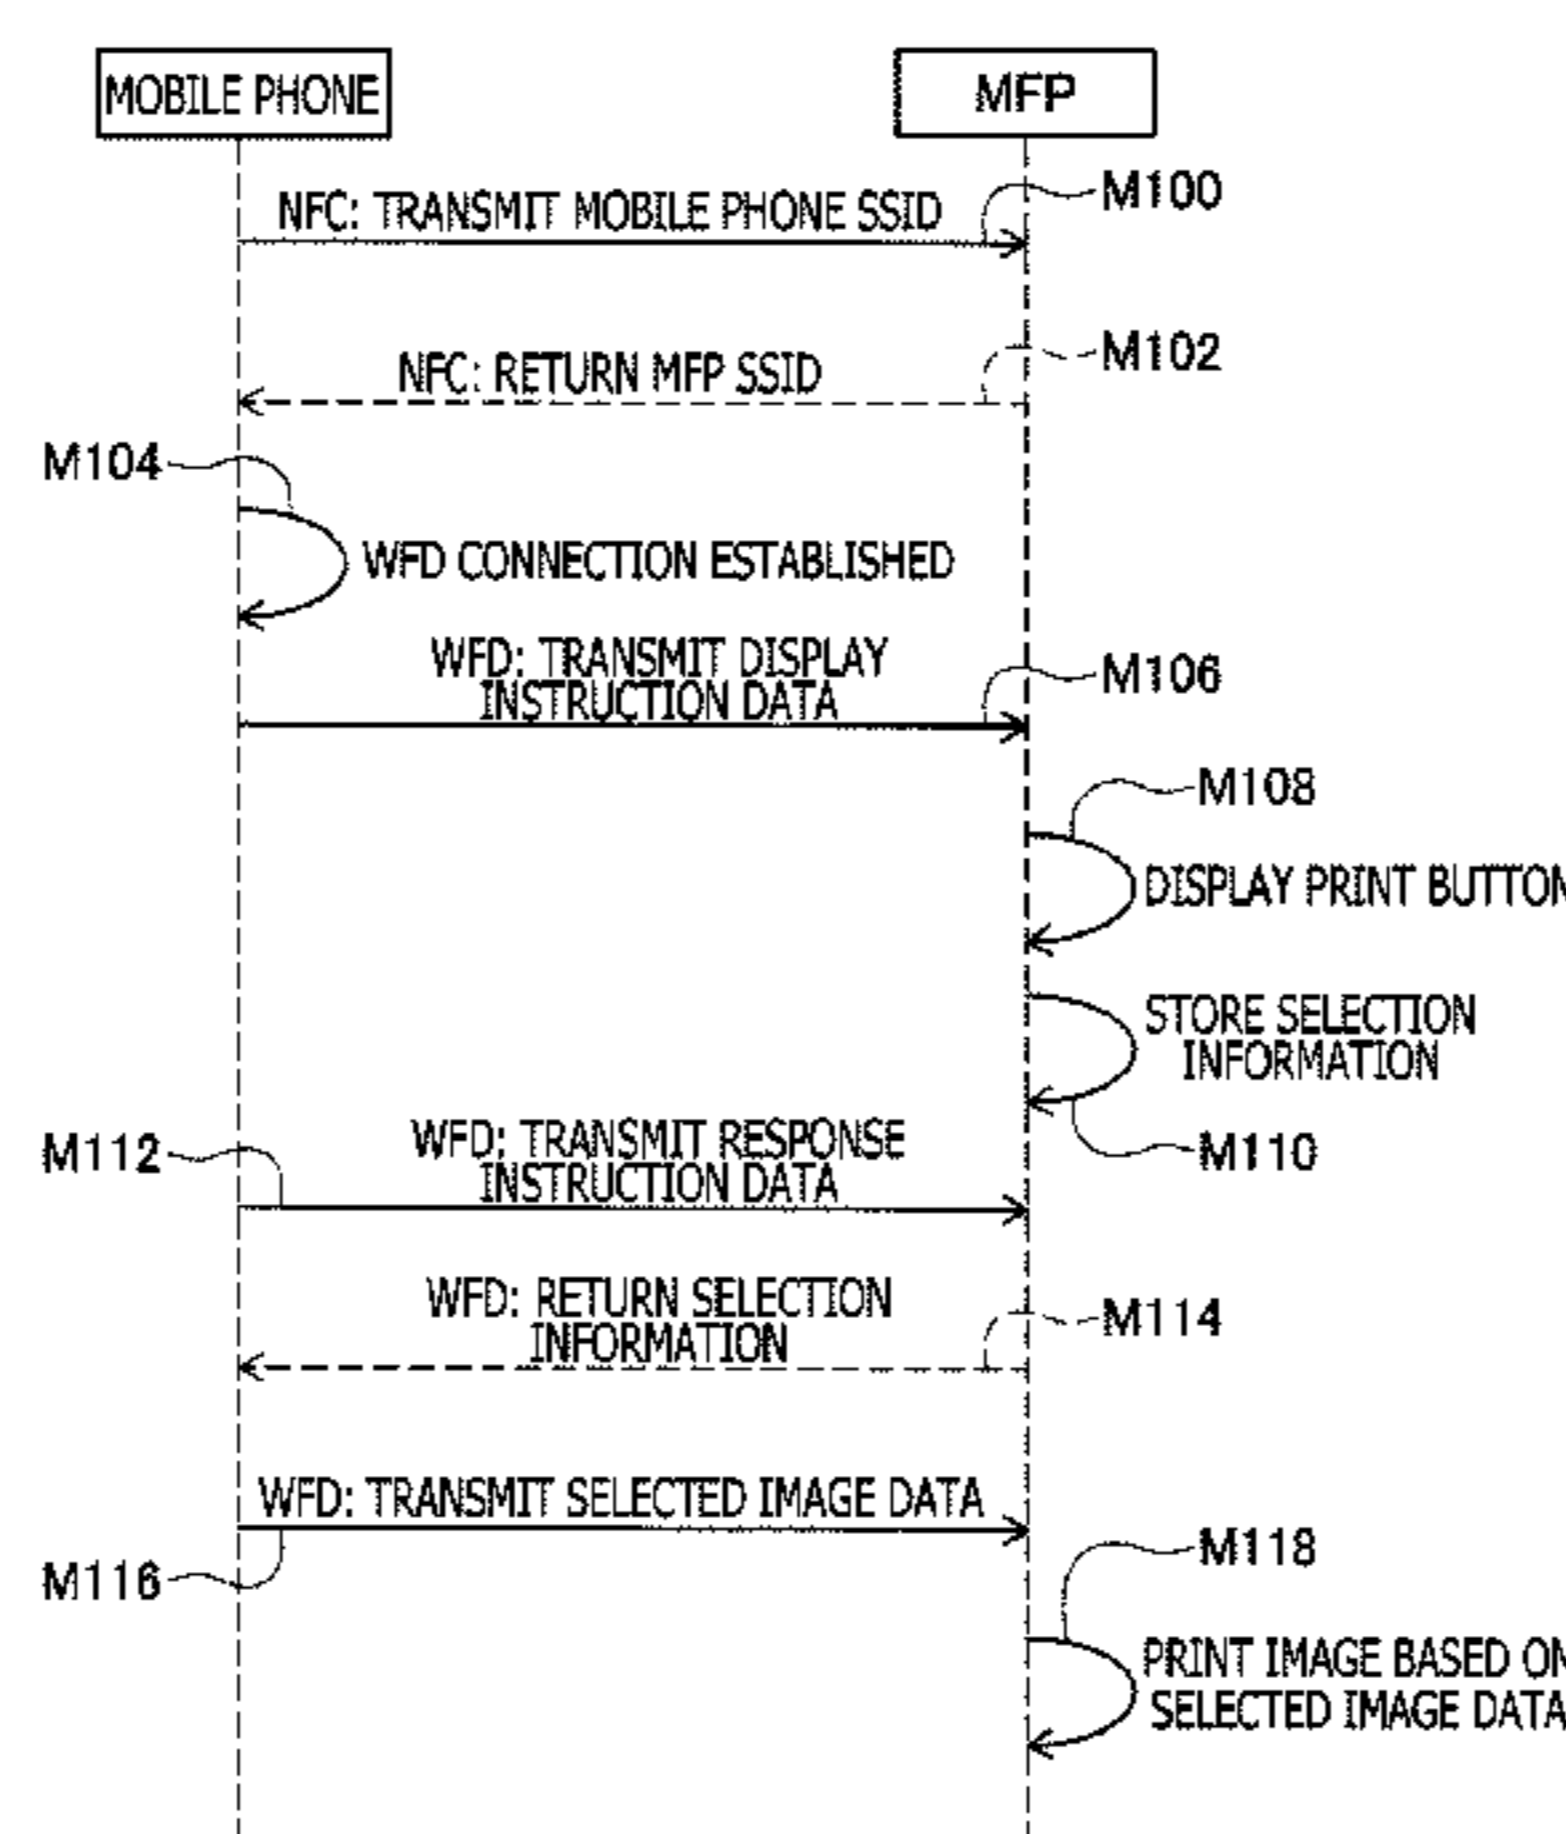 MOBILE PHONE
MFP
NFC: TRANSMIT MOBILE PHONE SSID
M100
NFC: RETURN MFP SSID
M102
M104
WFD CONNECTION ESTABLISHED
WFD: TRANSMIT DISPLAY
INSTRUCTION DATA
M106
M108
DISPLAY PRINT BUTTON
STORE SELECTION
INFORMATION
M110
M112
WFD: TRANSMIT RESPONSE
INSTRUCTION DATA
WFD: RETURN SELECTION
INFORMATION
M114
WFD: TRANSMIT SELECTED IMAGE DATA
M116
M118
PRINT IMAGE BASED ON
SELECTED IMAGE DATA